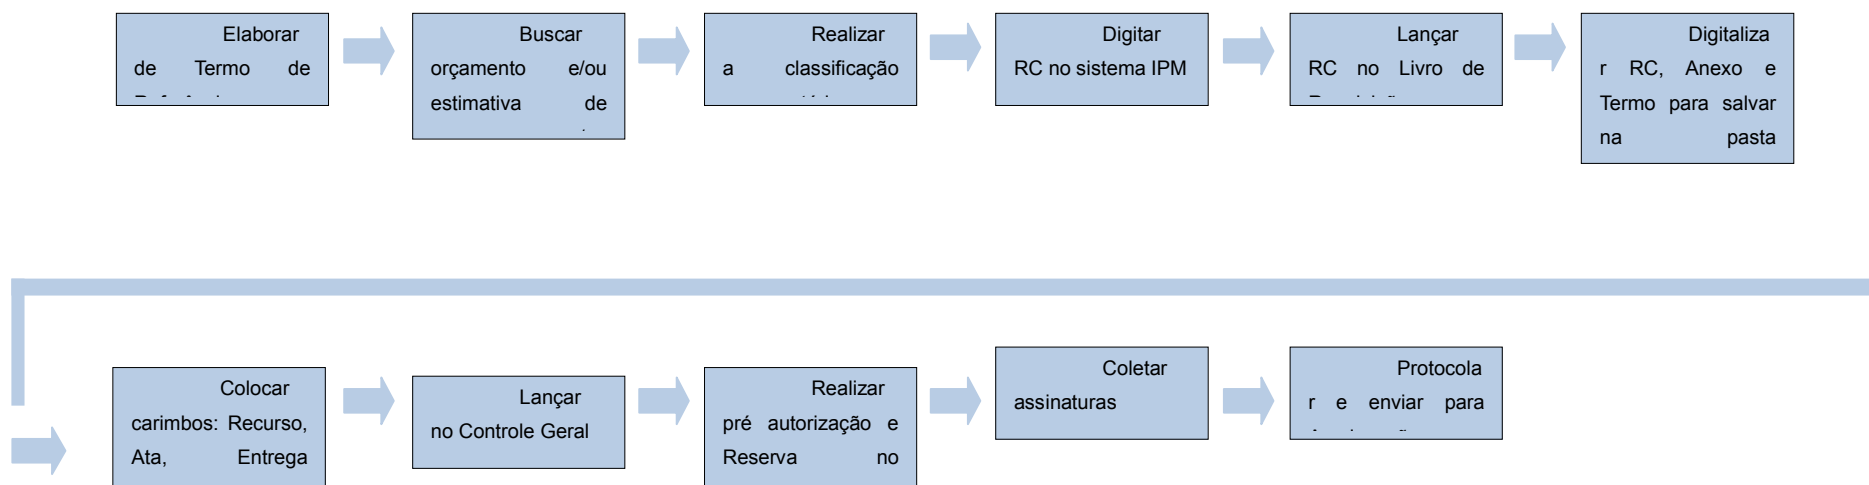 Elaborar
de Termo de
Buscar
orçamento e/ou
estimativa de
Realizar
a classificação
Digitar
RC no sistema IPM
Lançar
RC no Livro de
Digitaliza
r RC, Anexo e
Termo para salvar
na pasta
Colocar
carimbos: Recurso,
Ata, Entrega
Lançar
no Controle Geral
Realizar
pré autorização e
Reserva no
Coletar
assinaturas
Protocola
r e enviar para